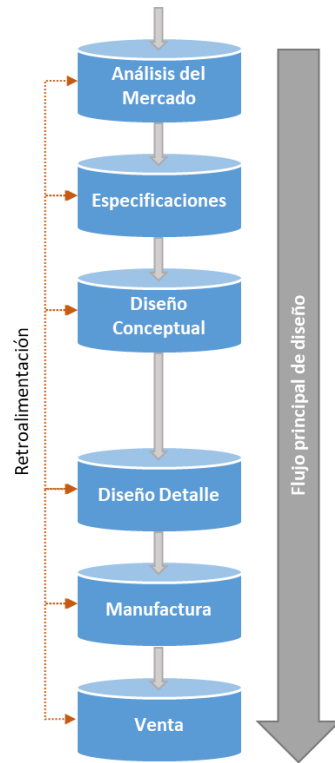 Análisis del
Mercado
Especificaciones
Diseño
Conceptual
Diseño Detalle
Manufactura
Venta
Retroalimentación
Flujo principal de diseño